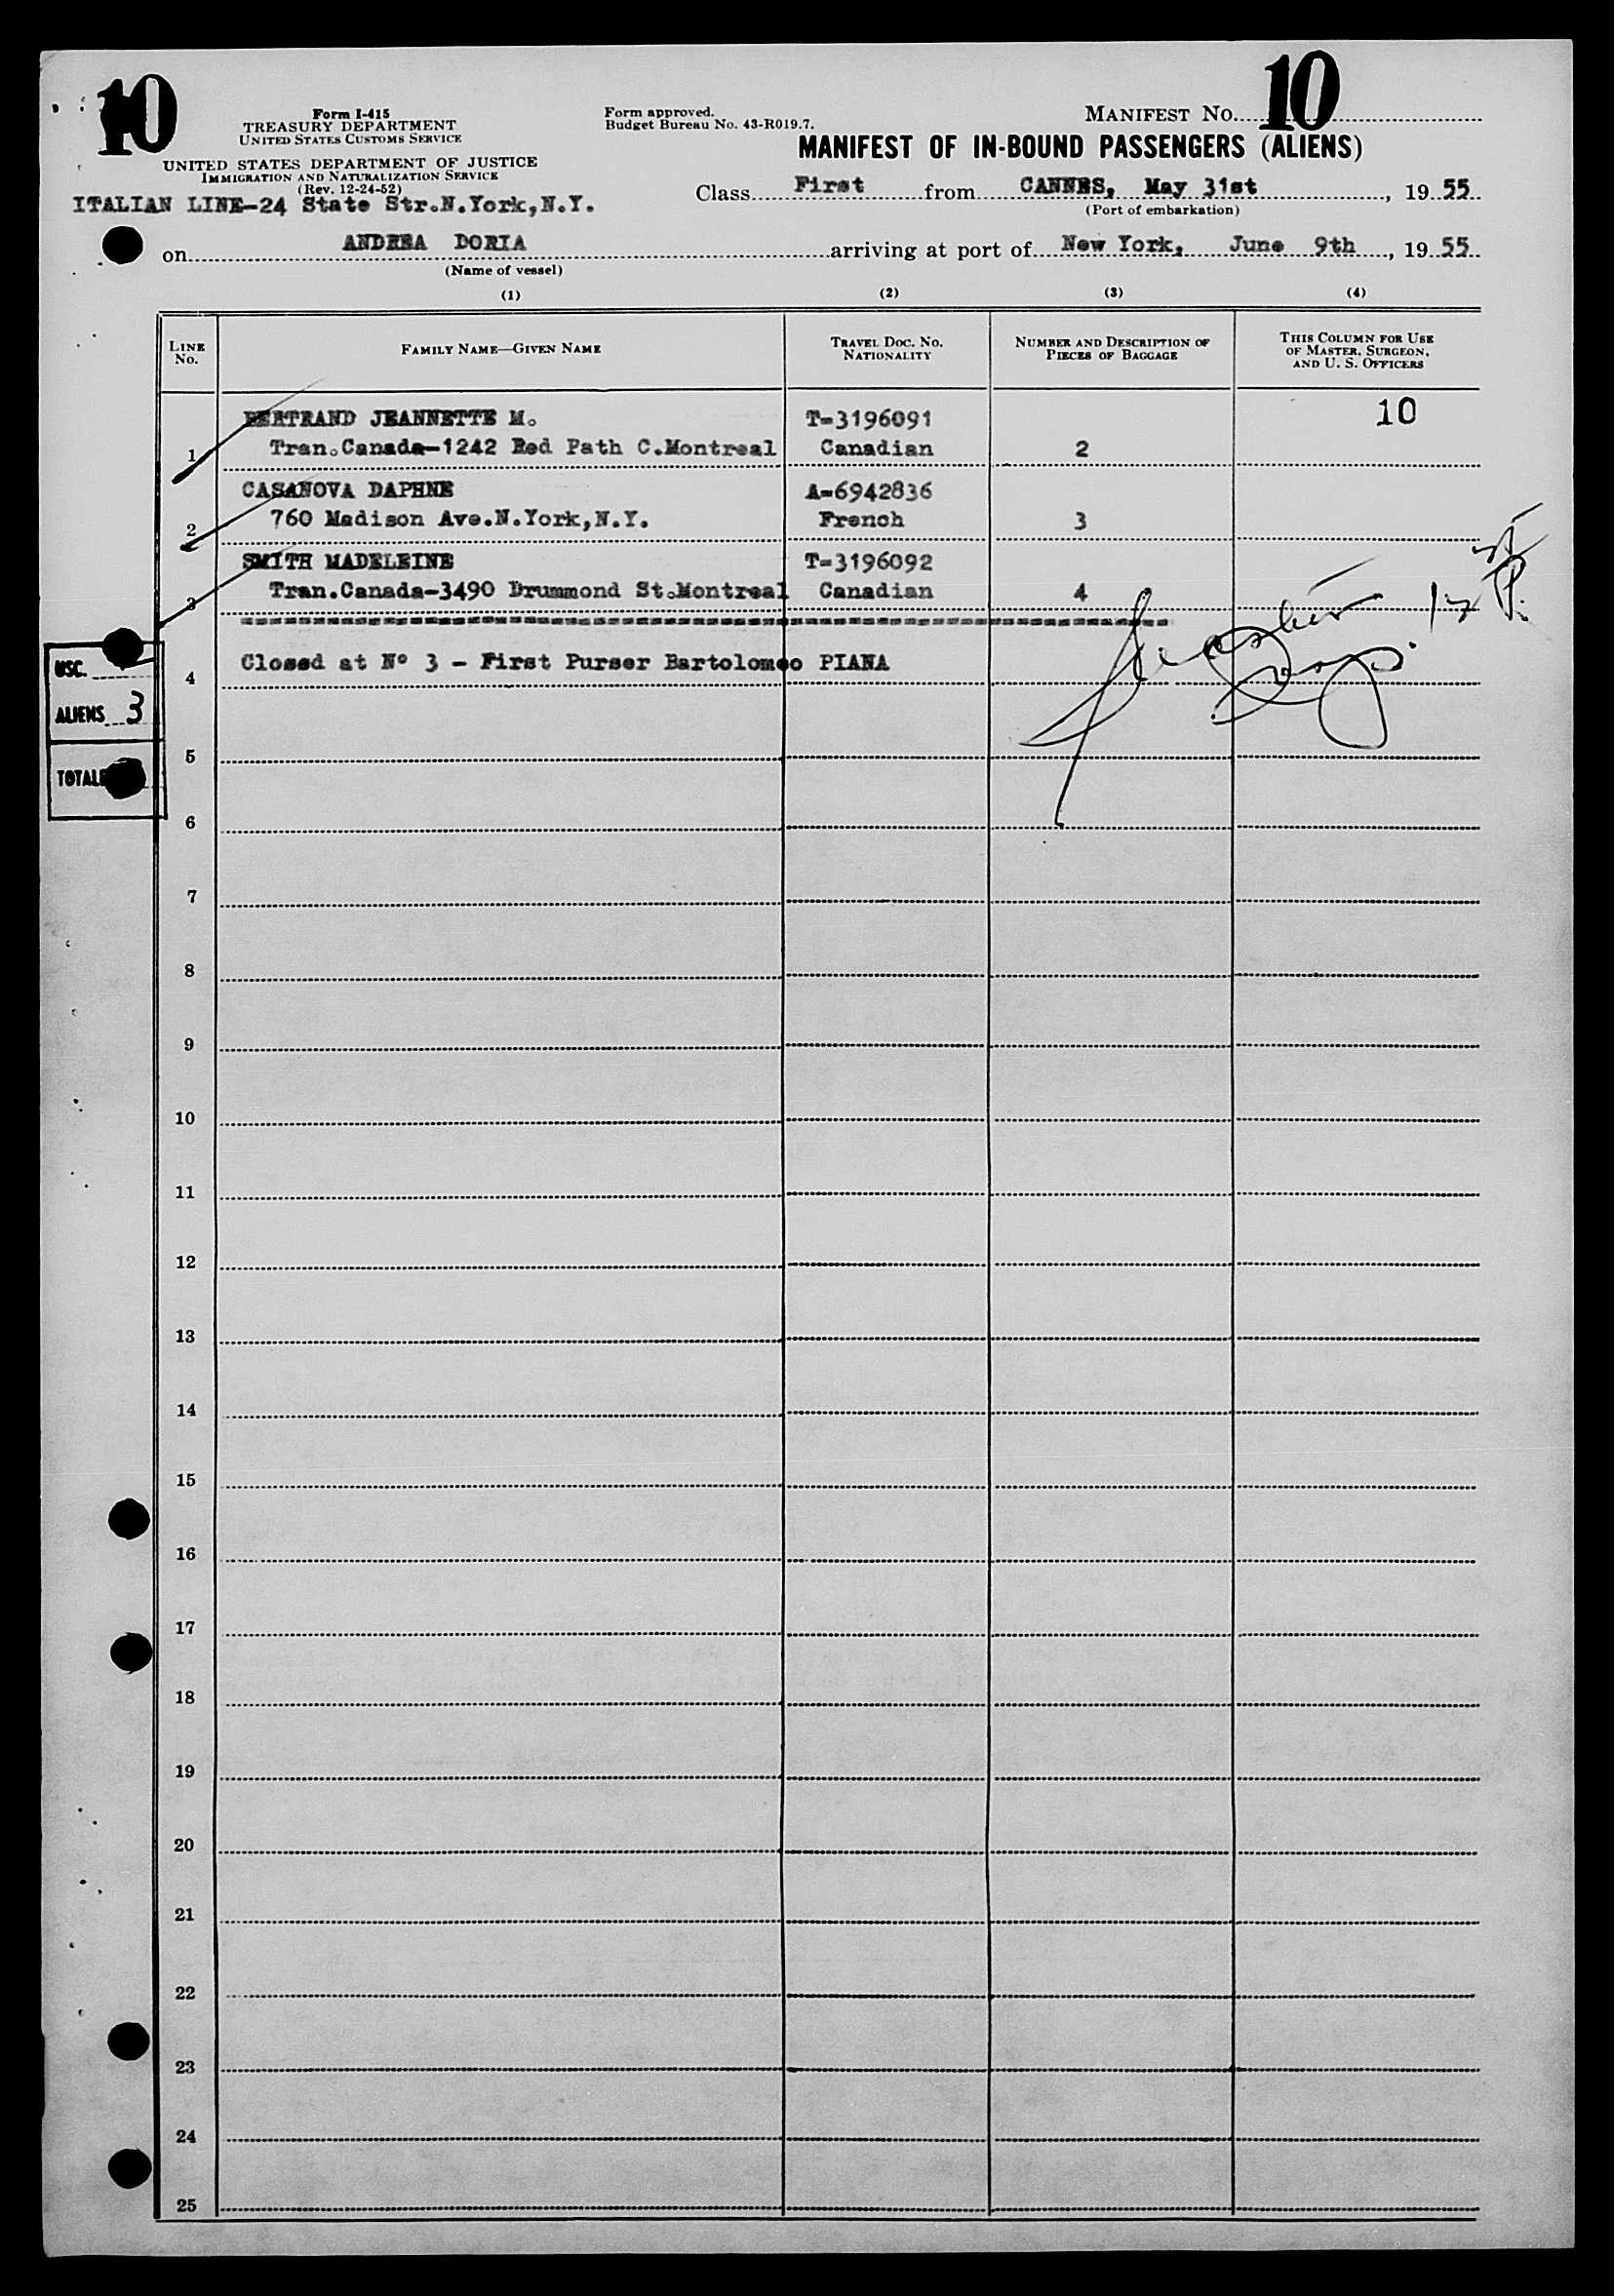 10
Form I-415
TREASURY DEPARTMENT
UNITED STATES CUSTOMS SERVICE
UNITED STATES DEPARTMENT OF JUSTICE
IMMIGRATION AND NATURALIZATION SERVICE
(Rev. 12-24-52)
ITALIAN LINE-24 State Str.N.York,N.Y.
Form approved.
Budget Bureau No. 43-R019.7.
MANIFEST NO. 10
MANIFEST OF IN-BOUND PASSENGERS (ALIENS)
Class First from CANNES, May 31st, 1955
(Port of embarkation)
on ANDREA DORIA arriving at port of New York, June 9th, 1955
(Name of vessel)
(1) (2) (3) (4)
LINE NO. FAMILY NAME—GIVEN NAME TRAVEL DOC. NO. NATIONALITY NUMBER AND DESCRIPTION OF PIECES OF BAGGAGE THIS COLUMN FOR USE OF MASTER, SURGEON, AND U. S. OFFICERS
BERTRAND JEANNETTE M. T-3196091 10
1 Tran.Canada-1242 Red Path C.Montreal Canadian 2
CASANOVA DAPHNE A-6942836
2 760 Madison Ave.N.York,N.Y. French 3
SMITH MADELEINE T-3196092
3 Tran.Canada-3490 Drummond St.Montreal Canadian 4
4 Closed at Nº 3 - First Purser Bartolomeo PIANA
USC.
ALIENS 3
TOTALE
5
6
7
8
9
10
11
12
13
14
15
16
17
18
19
20
21
22
23
24
25